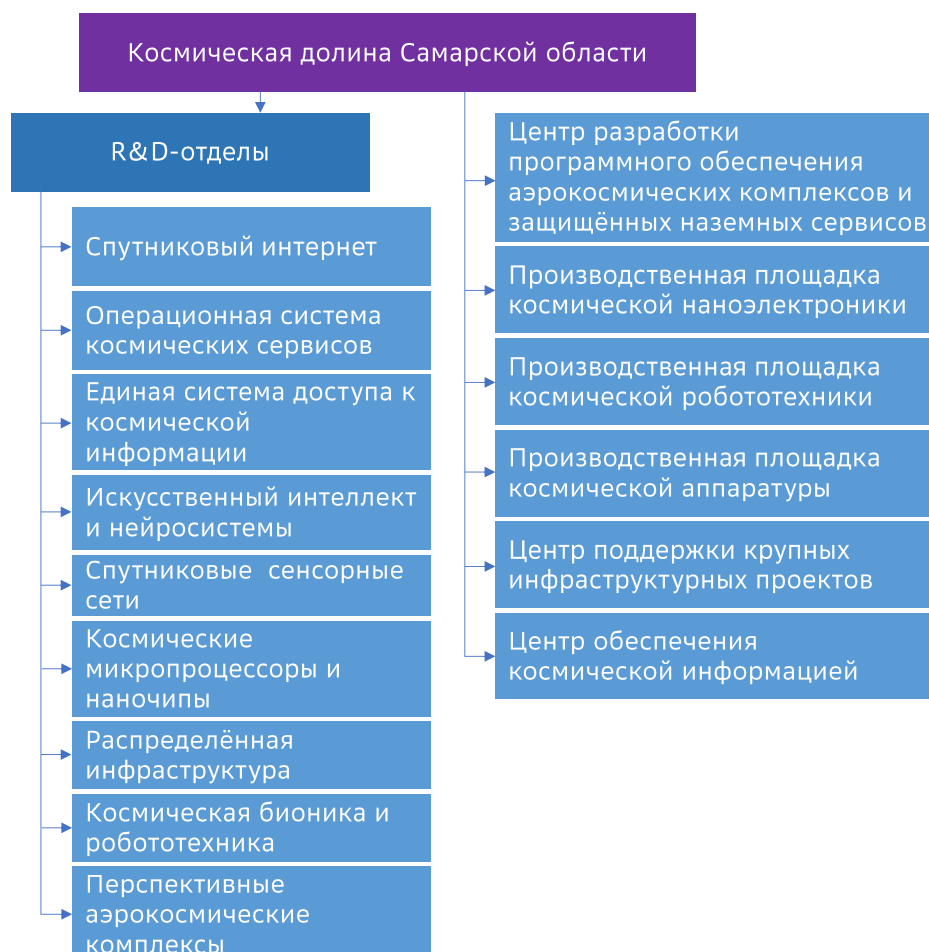 Космическая долина Самарской области
R&D-отделы
Спутниковый интернет
Операционная система
космических сервисов
Единая система доступа к
космической
информации
Искусственный интеллект
и нейросистемы
Спутниковые  сенсорные
сети
Космические
микропроцессоры и
наночипы
Распределённая
инфраструктура
Космическая бионика и
робототехника
Перспективные
аэрокосмические
комплексы
Центр разработки
программного обеспечения
аэрокосмических комплексов и
защищённых наземных сервисов
Производственная площадка
космической наноэлектроники
Производственная площадка
космической робототехники
Производственная площадка
космической аппаратуры
Центр поддержки крупных
инфраструктурных проектов
Центр обеспечения
космической информацией